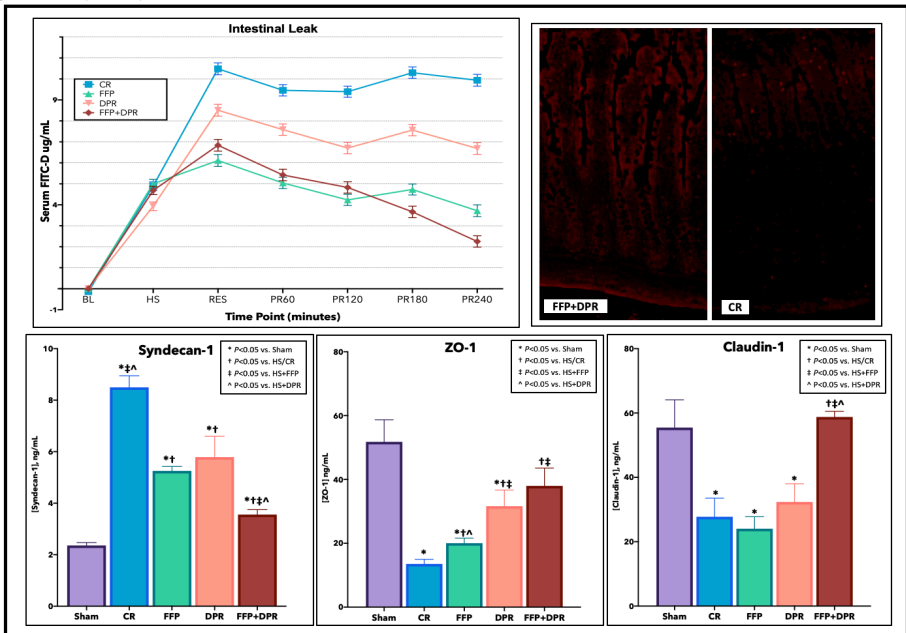 Intestinal Leak
CR
FFP
DPR
FFP+DPR
Serum FITC-D ug/mL
9
4
-1
BL HS RES PR60 PR120 PR180 PR240
Time Point (minutes)
FFP+DPR
CR
Syndecan-1
* P<0.05 vs. Sham
† P<0.05 vs. HS/CR
‡ P<0.05 vs. HS+FFP
^ P<0.05 vs. HS+DPR
[Syndecan-1], ng/mL
10
8
6
4
2
0
*‡^
*†
*†
*†‡^
Sham CR FFP DPR FFP+DPR
ZO-1
* P<0.05 vs. Sham
† P<0.05 vs. HS/CR
‡ P<0.05 vs. HS+FFP
^ P<0.05 vs. HS+DPR
[ZO-1] ng/mL
80
60
40
20
0
*
*†^
*†‡
†‡
Sham CR FFP DPR FFP+DPR
Claudin-1
* P<0.05 vs. Sham
† P<0.05 vs. HS/CR
‡ P<0.05 vs. HS+FFP
^ P<0.05 vs. HS+DPR
[Claudin-1], ng/mL
80
60
40
20
0
*
*
*
†‡^
Sham CR FFP DPR FFP+DPR